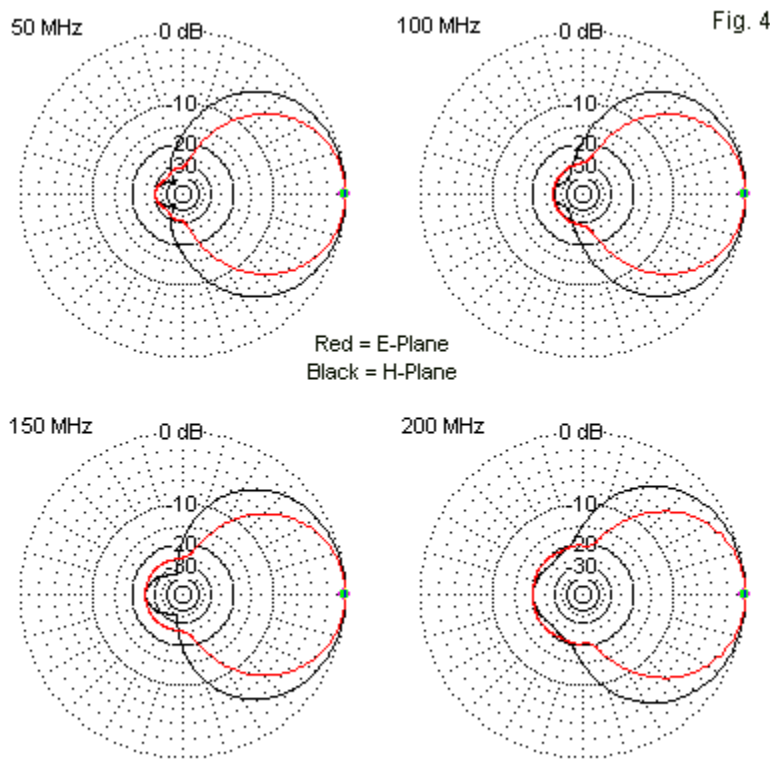 50 MHz
0 dB
-10
-20
-30
100 MHz
0 dB
-10
-20
-30
Fig. 4
Red = E-Plane
Black = H-Plane
150 MHz
0 dB
-10
-20
-30
200 MHz
0 dB
-10
-20
-30